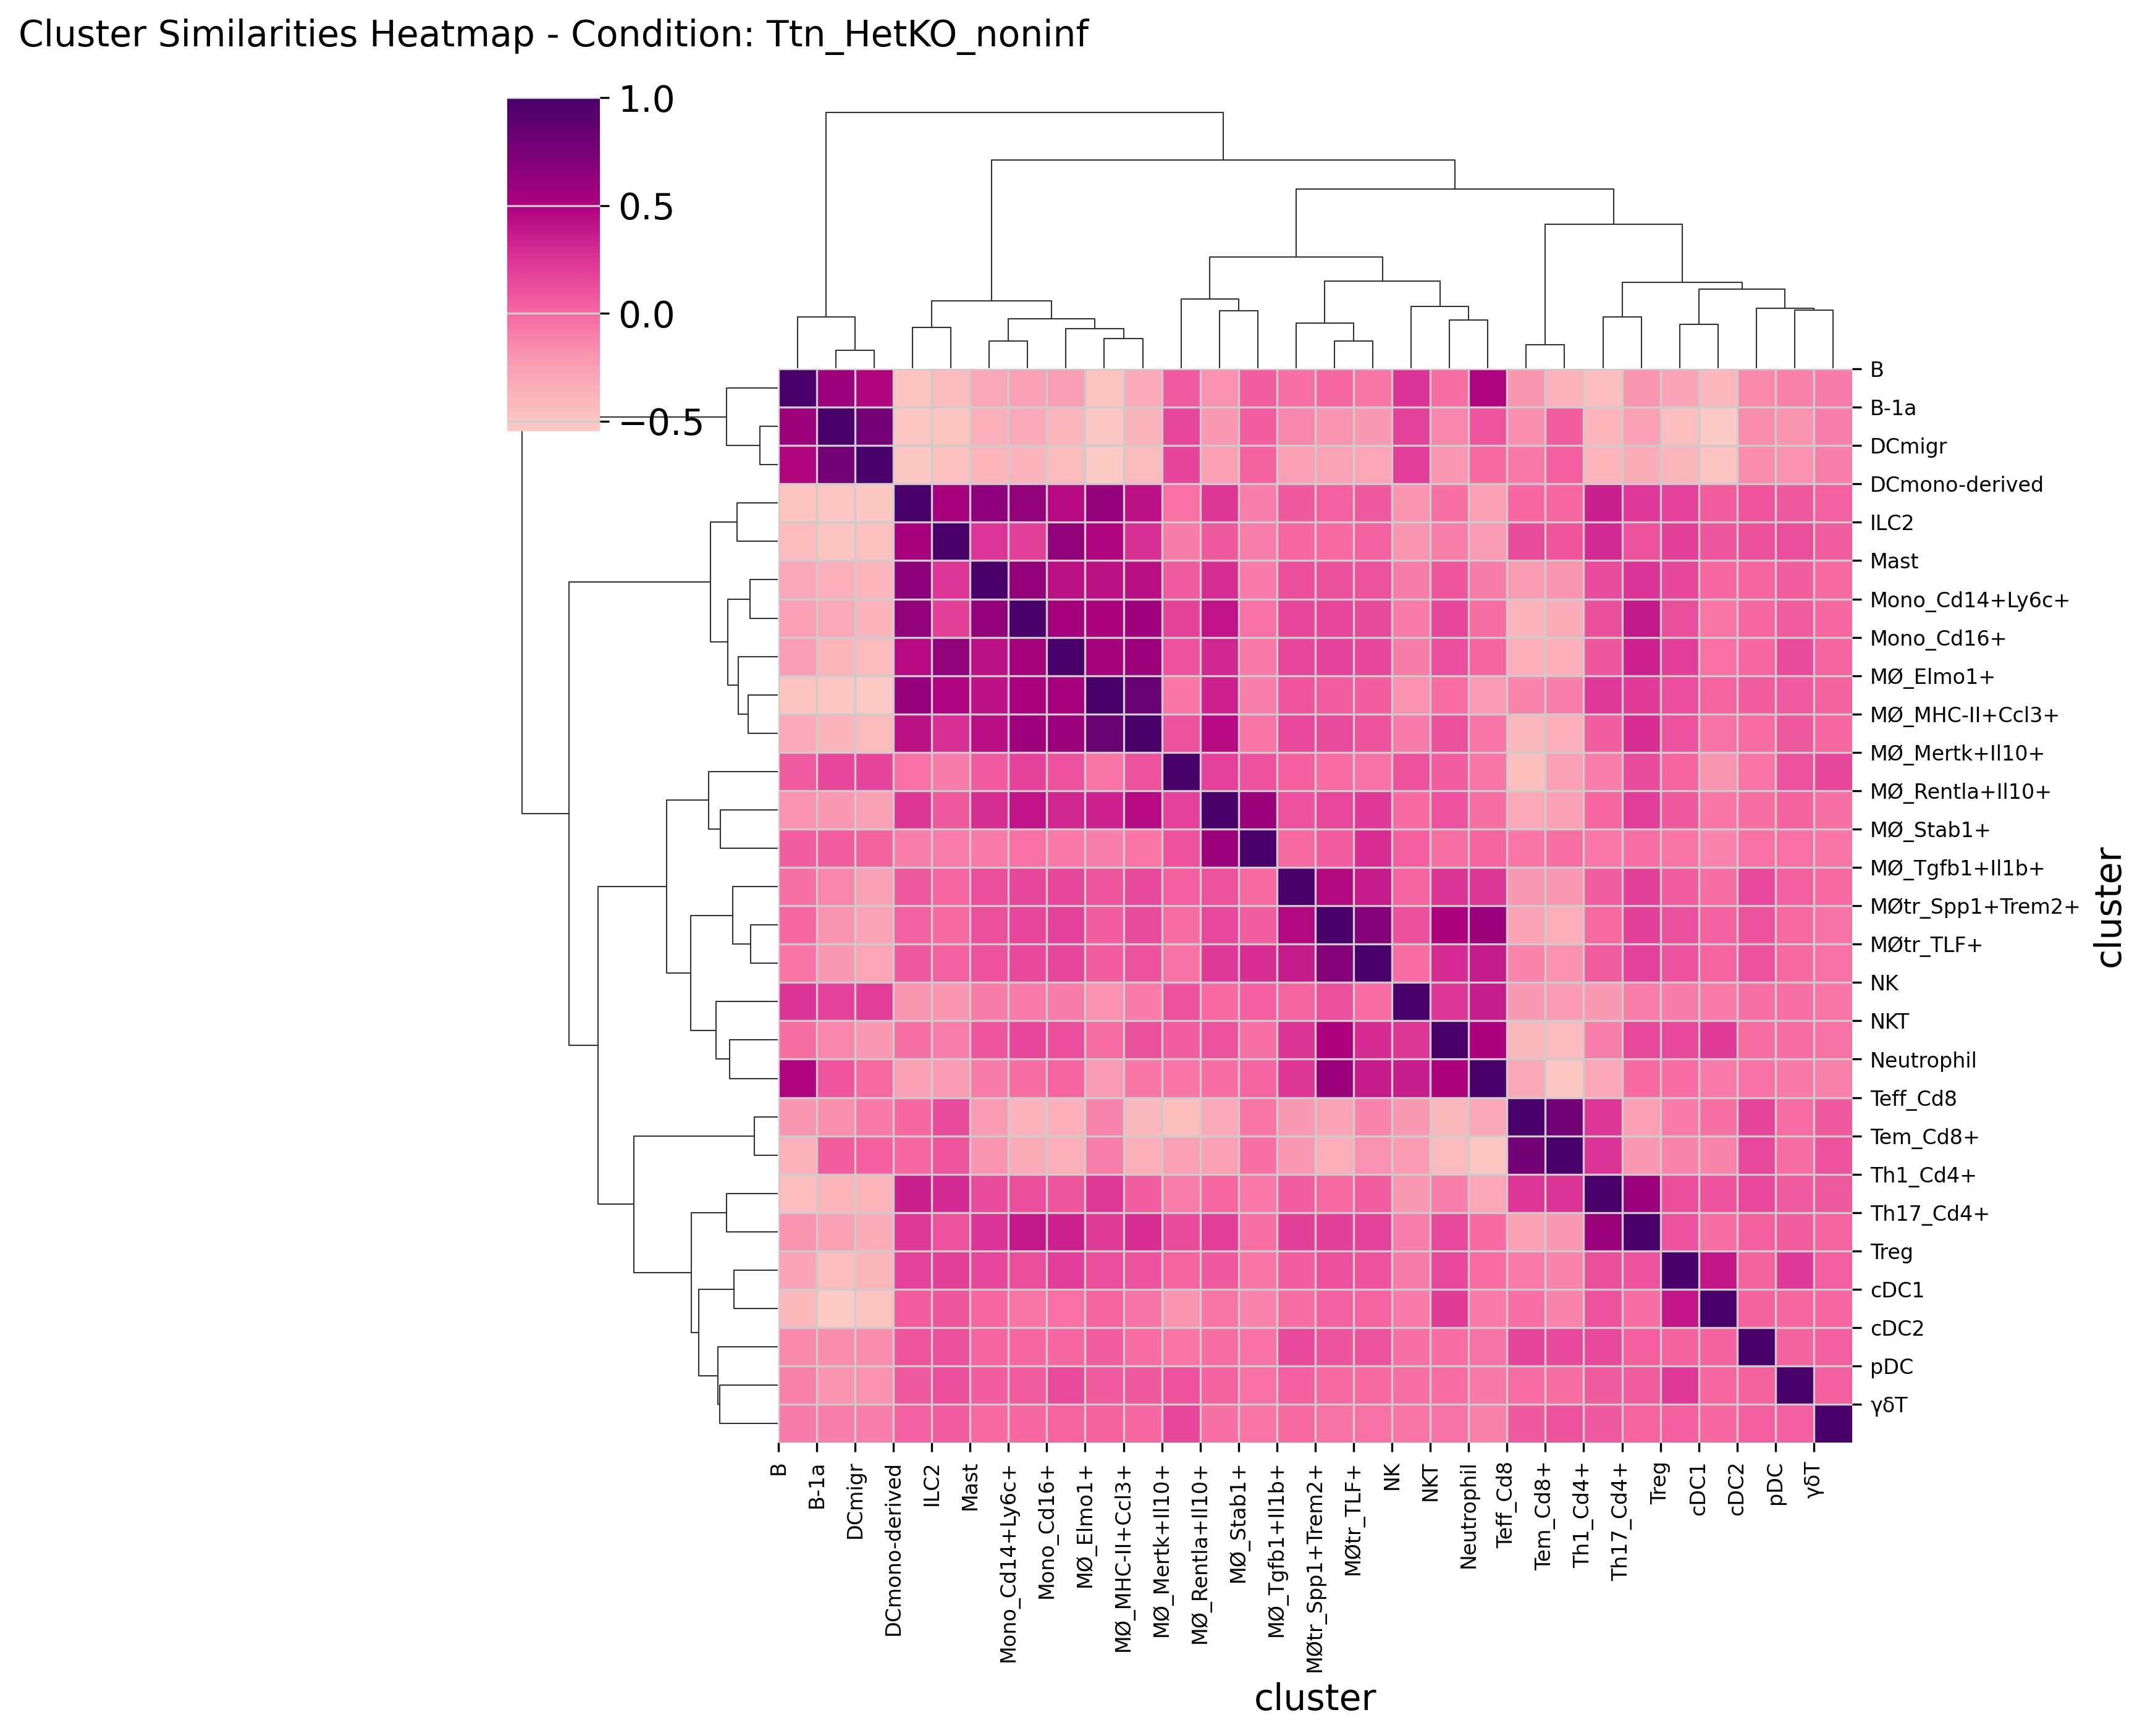 Cluster Similarities Heatmap - Condition: Ttn_HetKO_noninf
1.0
0.5
0.0
−0.5
B
B-1a
DCmigr
DCmono-derived
ILC2
Mast
Mono_Cd14+Ly6c+
Mono_Cd16+
MØ_Elmo1+
MØ_MHC-II+Ccl3+
MØ_Mertk+Il10+
MØ_Rentla+Il10+
MØ_Stab1+
MØ_Tgfb1+Il1b+
MØtr_Spp1+Trem2+
MØtr_TLF+
NK
NKT
Neutrophil
Teff_Cd8
Tem_Cd8+
Th1_Cd4+
Th17_Cd4+
Treg
cDC1
cDC2
pDC
γδT
cluster
B
B-1a
DCmigr
DCmono-derived
ILC2
Mast
Mono_Cd14+Ly6c+
Mono_Cd16+
MØ_Elmo1+
MØ_MHC-II+Ccl3+
MØ_Mertk+Il10+
MØ_Rentla+Il10+
MØ_Stab1+
MØ_Tgfb1+Il1b+
MØtr_Spp1+Trem2+
MØtr_TLF+
NK
NKT
Neutrophil
Teff_Cd8
Tem_Cd8+
Th1_Cd4+
Th17_Cd4+
Treg
cDC1
cDC2
pDC
γδT
cluster